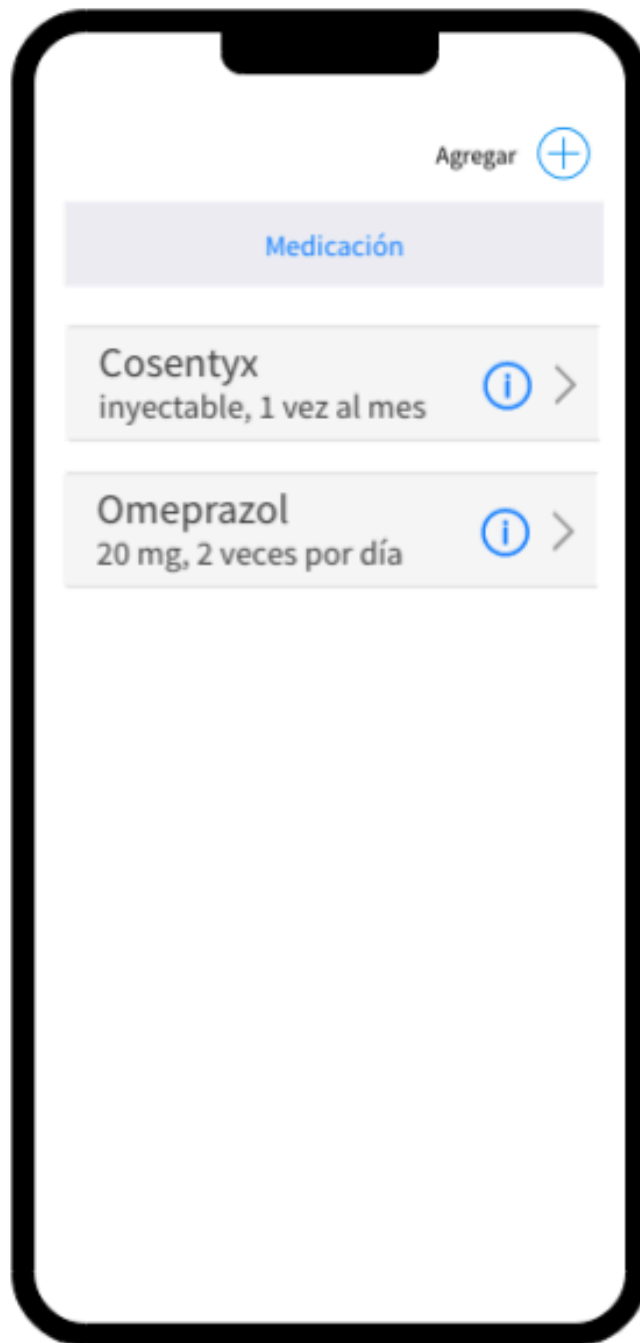 Agregar
Medicación
Cosentyx
inyectable, 1 vez al mes
Omeprazol
20 mg, 2 veces por día